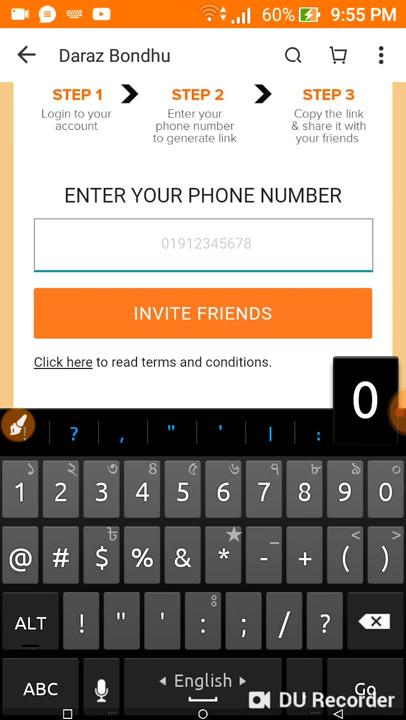 60% 9:55 PM
Daraz Bondhu
STEP 1 STEP 2 STEP 3
Login to your account
Enter your phone number to generate link
Copy the link & share it with your friends
ENTER YOUR PHONE NUMBER
01912345678
INVITE FRIENDS
Click here to read terms and conditions.
0
? , " ' | :
১ ২ ৩ ৪ ৫ ৬ ৭ ৮ ৯ ০
1 2 3 4 5 6 7 8 9 0
৳ ★ _ < >
@ # $ % & * - + ( )
ALT ! " ' : ; / ?
ABC English Go
DU Recorder